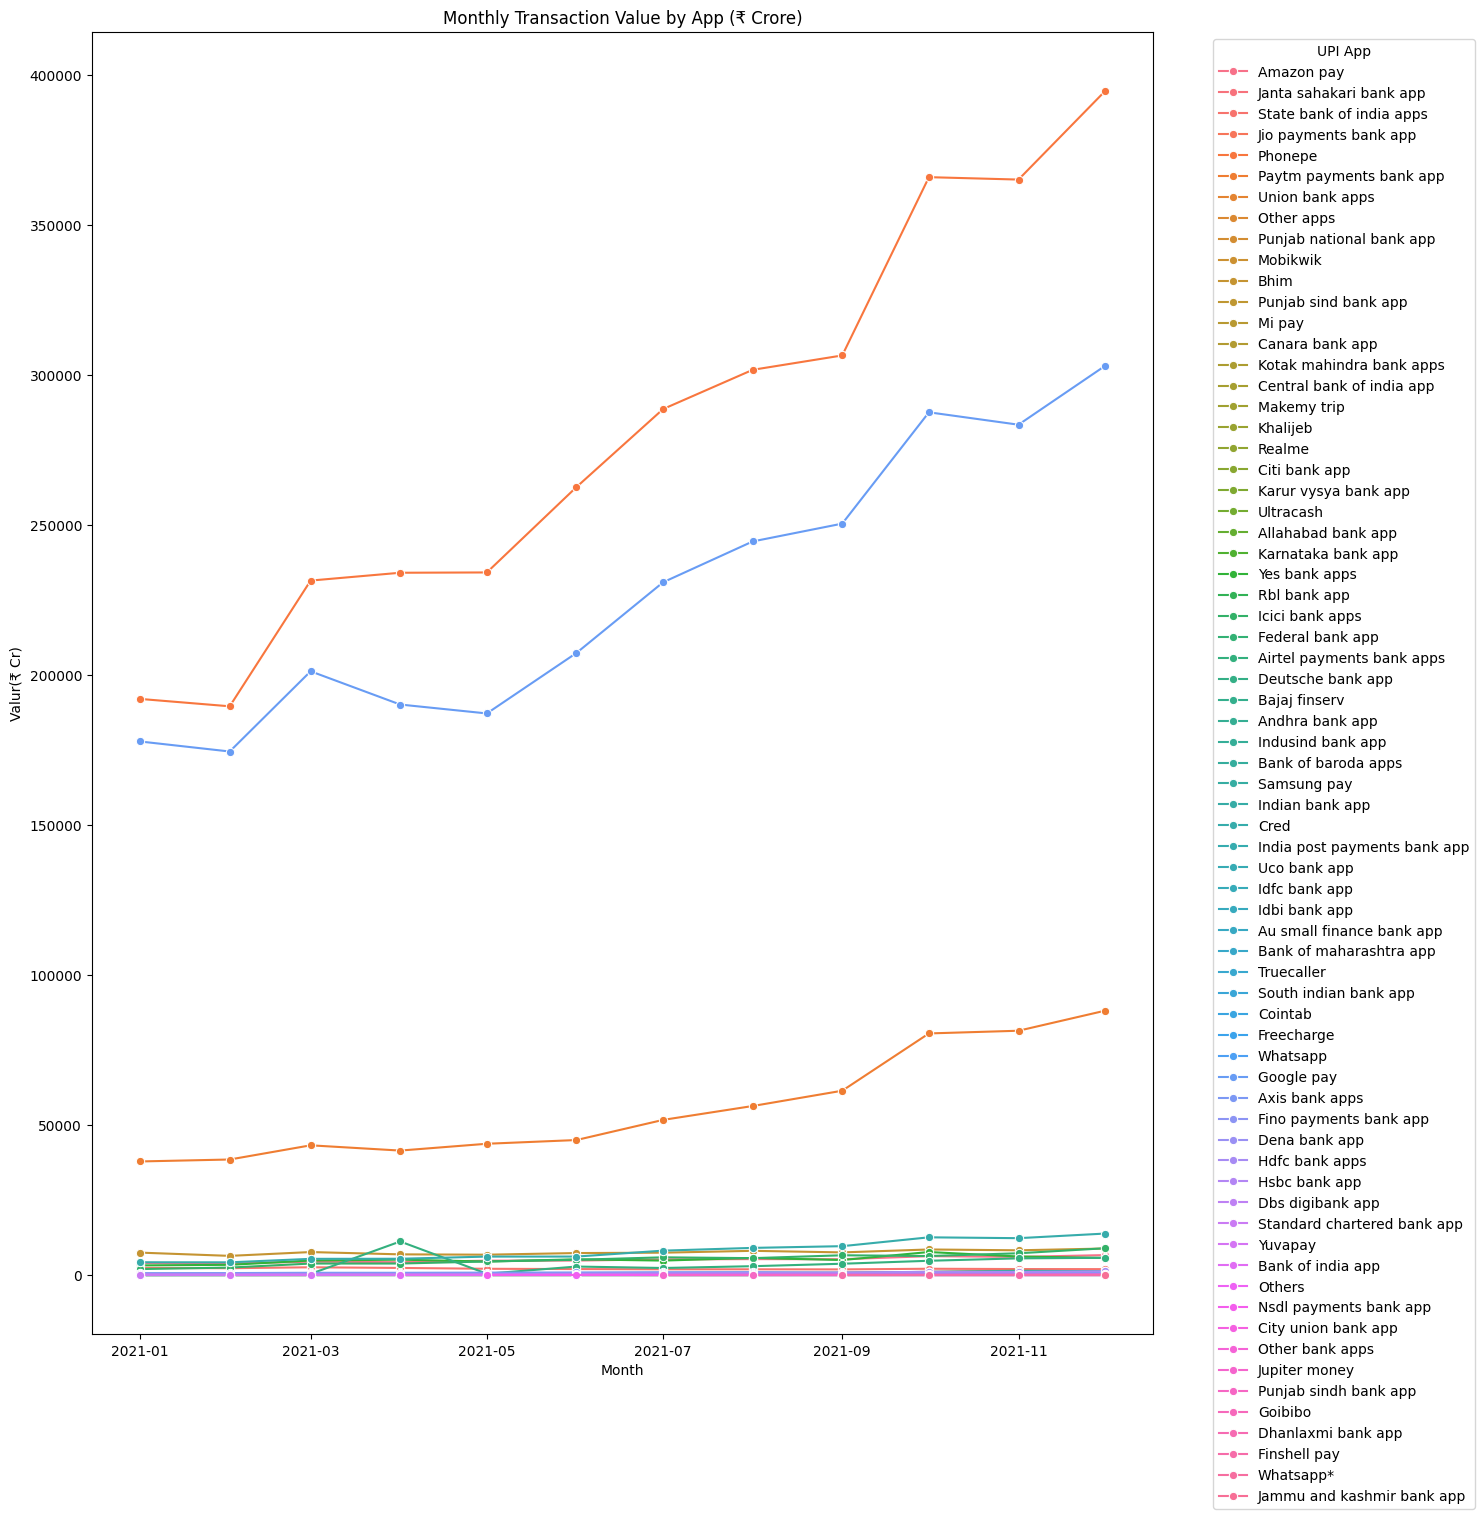 Monthly Transaction Value by App (₹ Crore)
400000
350000
300000
250000
200000
150000
100000
50000
0
Valur(₹ Cr)
2021-01
2021-03
2021-05
2021-07
2021-09
2021-11
Month
UPI App
Amazon pay
Janta sahakari bank app
State bank of india apps
Jio payments bank app
Phonepe
Paytm payments bank app
Union bank apps
Other apps
Punjab national bank app
Mobikwik
Bhim
Punjab sind bank app
Mi pay
Canara bank app
Kotak mahindra bank apps
Central bank of india app
Makemy trip
Khalijeb
Realme
Citi bank app
Karur vysya bank app
Ultracash
Allahabad bank app
Karnataka bank app
Yes bank apps
Rbl bank app
Icici bank apps
Federal bank app
Airtel payments bank apps
Deutsche bank app
Bajaj finserv
Andhra bank app
Indusind bank app
Bank of baroda apps
Samsung pay
Indian bank app
Cred
India post payments bank app
Uco bank app
Idfc bank app
Idbi bank app
Au small finance bank app
Bank of maharashtra app
Truecaller
South indian bank app
Cointab
Freecharge
Whatsapp
Google pay
Axis bank apps
Fino payments bank app
Dena bank app
Hdfc bank apps
Hsbc bank app
Dbs digibank app
Standard chartered bank app
Yuvapay
Bank of india app
Others
Nsdl payments bank app
City union bank app
Other bank apps
Jupiter money
Punjab sindh bank app
Goibibo
Dhanlaxmi bank app
Finshell pay
Whatsapp*
Jammu and kashmir bank app